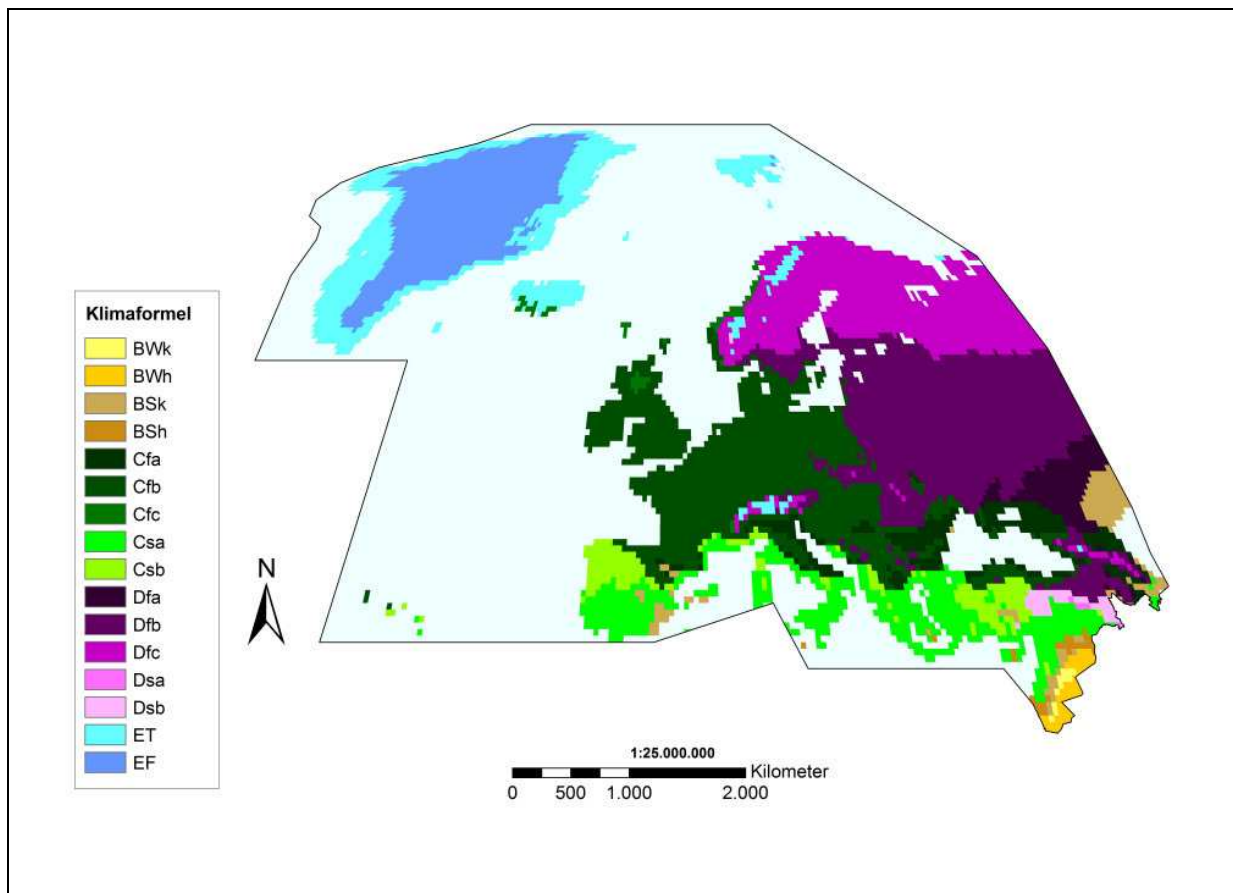 Klimaformel
BWk
BWh
BSk
BSh
Cfa
Cfb
Cfc
Csa
Csb
Dfa
Dfb
Dfc
Dsa
Dsb
ET
EF
N
1:25.000.000
Kilometer
0 500 1.000 2.000